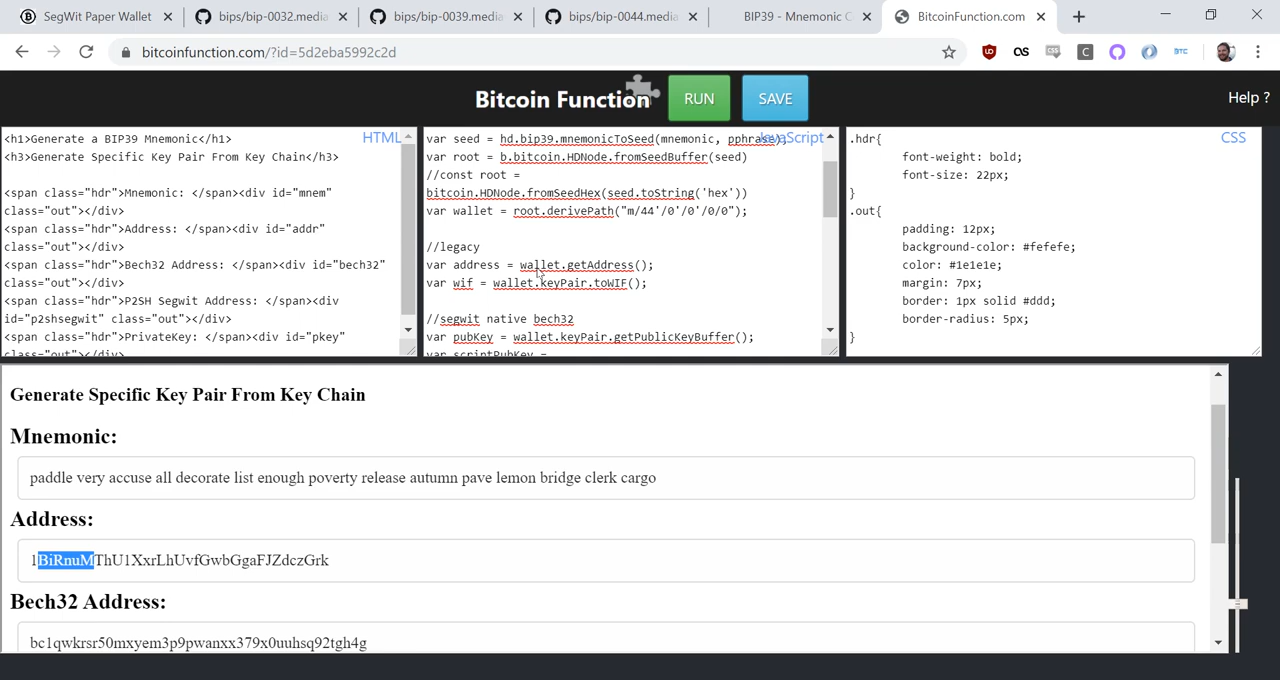 SegWit Paper Wallet
bips/bip-0032.media
bips/bip-0039.media
bips/bip-0044.media
BIP39 - Mnemonic C
BitcoinFunction.com
bitcoinfunction.com/?id=5d2eba5992c2d
Bitcoin Function
RUN
SAVE
Help ?
HTML
<h1>Generate a BIP39 Mnemonic</h1>
<h3>Generate Specific Key Pair From Key Chain</h3>
<span class="hdr">Mnemonic: </span><div id="mnem"
class="out"></div>
<span class="hdr">Address: </span><div id="addr"
class="out"></div>
<span class="hdr">Bech32 Address: </span><div id="bech32"
class="out"></div>
<span class="hdr">P2SH Segwit Address: </span><div
id="p2shsegwit" class="out"></div>
<span class="hdr">PrivateKey: </span><div id="pkey"
class="out"></div>
JavaScript
var seed = hd.bip39.mnemonicToSeed(mnemonic, pphrase);
var root = b.bitcoin.HDNode.fromSeedBuffer(seed)
//const root =
bitcoin.HDNode.fromSeedHex(seed.toString('hex'))
var wallet = root.derivePath("m/44'/0'/0'/0/0");
//legacy
var address = wallet.getAddress();
var wif = wallet.keyPair.toWIF();
//segwit native bech32
var pubKey = wallet.keyPair.getPublicKeyBuffer();
var scriptPubKey =
CSS
.hdr{
font-weight: bold;
font-size: 22px;
}
.out{
padding: 12px;
background-color: #fefefe;
color: #1e1e1e;
margin: 7px;
border: 1px solid #ddd;
border-radius: 5px;
}
Generate Specific Key Pair From Key Chain
Mnemonic:
paddle very accuse all decorate list enough poverty release autumn pave lemon bridge clerk cargo
Address:
1BiRnuMThU1XxrLhUvfGwbGgaFJZdczGrk
Bech32 Address:
bc1qwkrsr50mxyem3p9pwanxx379x0uuhsq92tgh4g